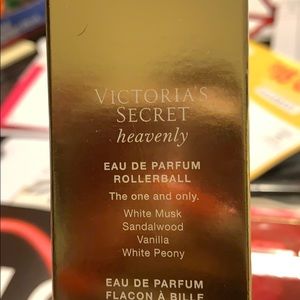 VICTORIA'S
SECRET
heavenly
EAU DE PARFUM
ROLLERBALL
The one and only.
White Musk
Sandalwood
Vanilla
White Peony
EAU DE PARFUM
FLACON À BILLE